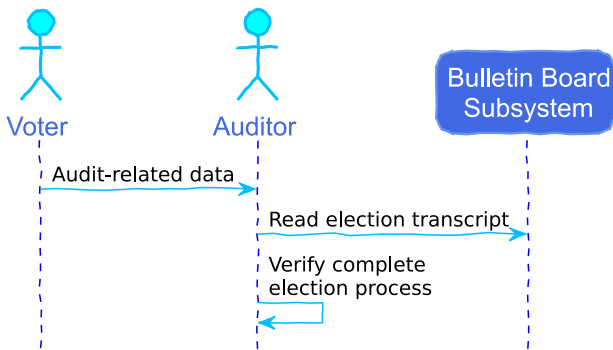 Voter
Auditor
Bulletin Board
Subsystem
Audit-related data
Read election transcript
Verify complete
election process